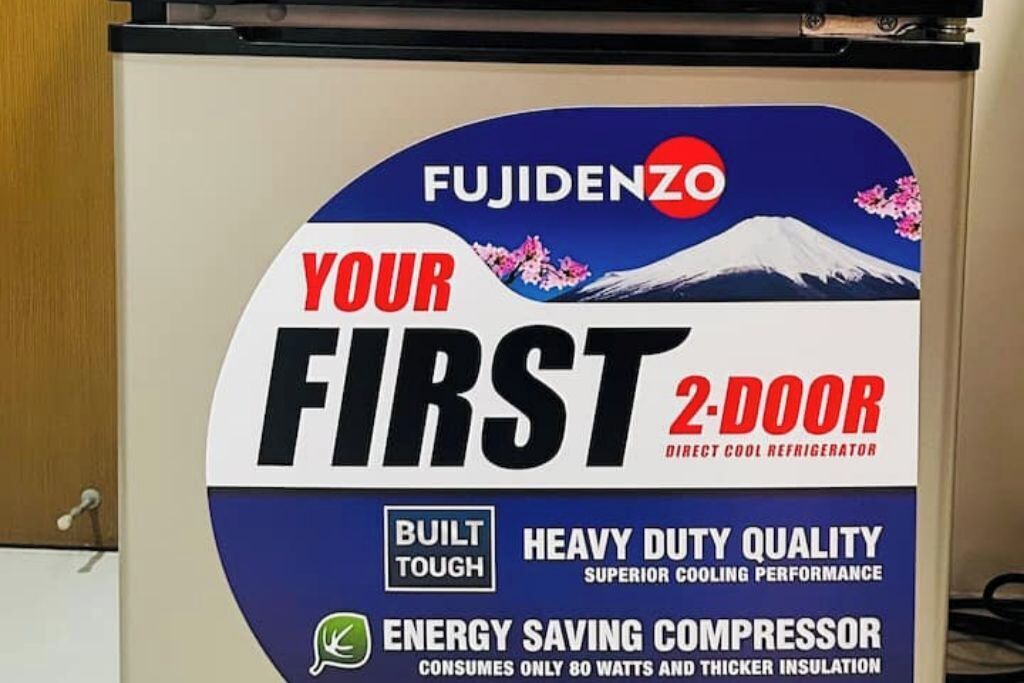 FUJIDENZO
YOUR
FIRST
2-DOOR
DIRECT COOL REFRIGERATOR
BUILT
TOUGH
HEAVY DUTY QUALITY
SUPERIOR COOLING PERFORMANCE
ENERGY SAVING COMPRESSOR
CONSUMES ONLY 80 WATTS AND THICKER INSULATION